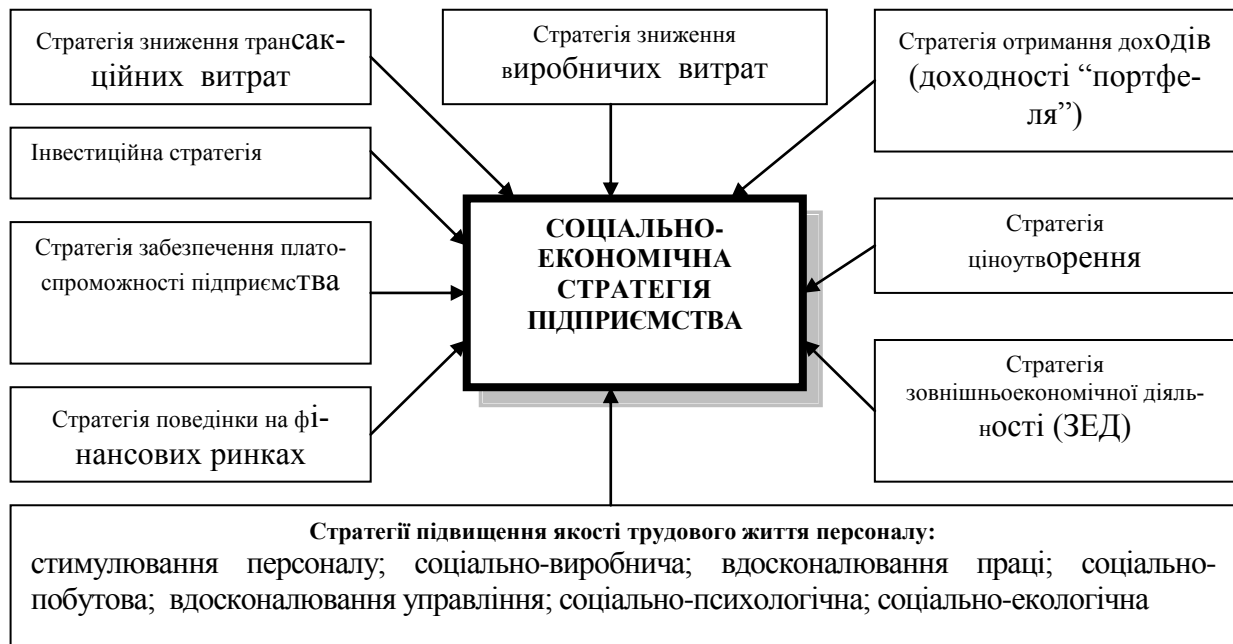 Стратегія зниження трансак-
ційних витрат
Стратегія зниження
виробничих витрат
Стратегія отримання доходів
(доходності “портфе-
ля”)
Інвестиційна стратегія
Стратегія забезпечення плато-
спроможності підприємства
Стратегія поведінки на фі-
нансових ринках
СОЦІАЛЬНО-
ЕКОНОМІЧНА
СТРАТЕГІЯ
ПІДПРИЄМСТВА
Стратегія
ціноутворення
Стратегія
зовнішньоекономічної діяль-
ності (ЗЕД)
Стратегії підвищення якості трудового життя персоналу:
стимулювання персоналу; соціально-виробнича; вдосконалювання праці; соціально-
побутова; вдосконалювання управління; соціально-психологічна; соціально-екологічна